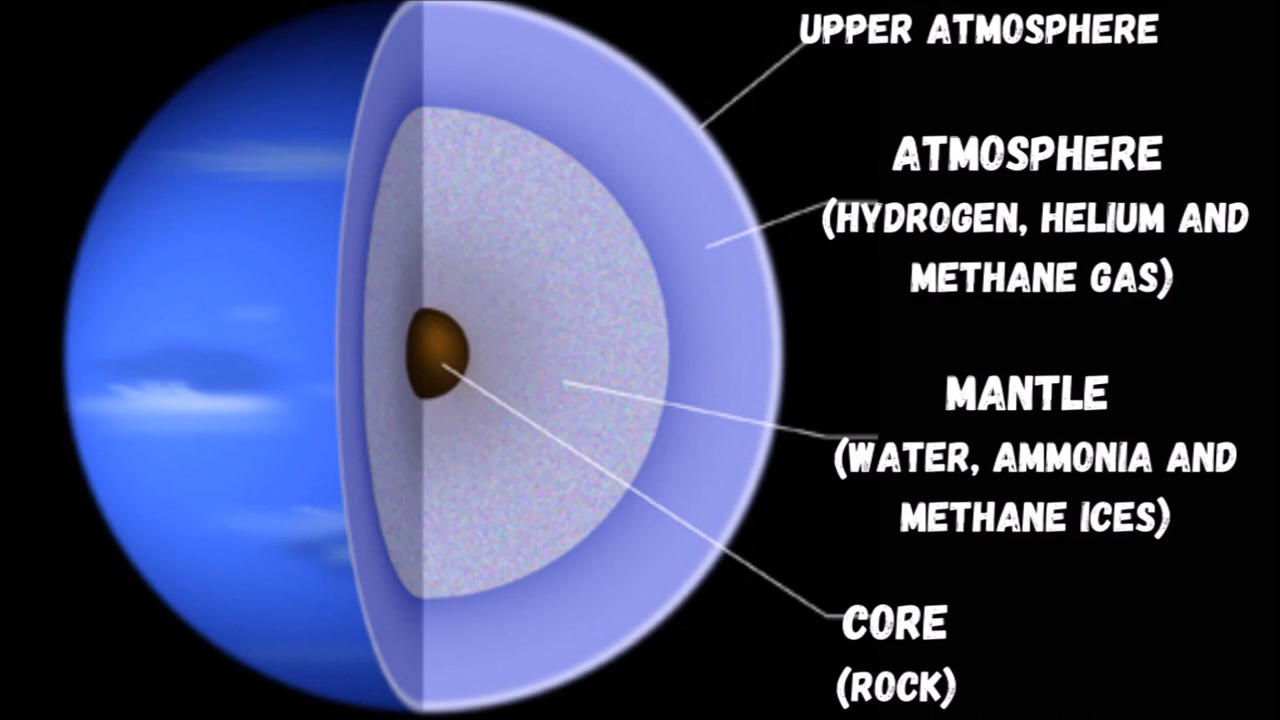 UPPER ATMOSPHERE
ATMOSPHERE
(HYDROGEN, HELIUM AND
METHANE GAS)
MANTLE
(WATER, AMMONIA AND
METHANE ICES)
CORE
(ROCK)